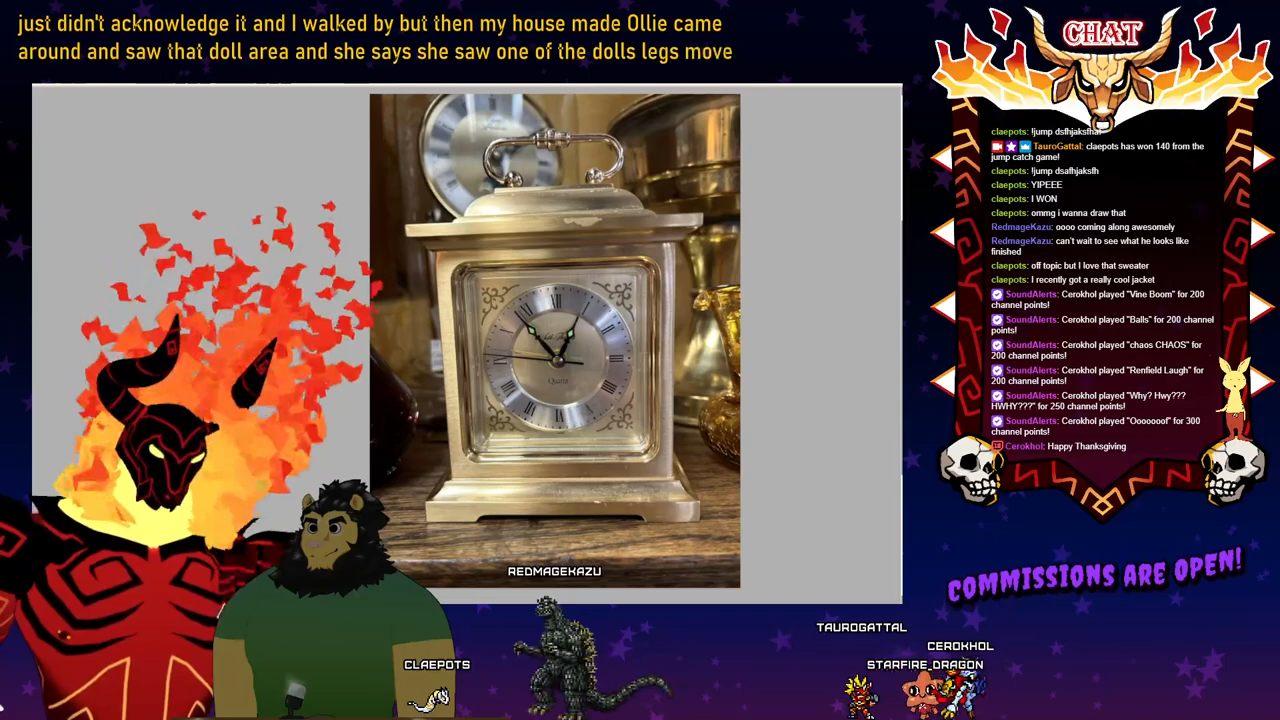 just didn't acknowledge it and I walked by but then my house made Ollie came
around and saw that doll area and she says she saw one of the dolls legs move
CHAT
claepots: !jump dsfhjaksfha!
TauroGattal: claepots has won 140 from the
jump catch game!
claepots: !jump dsafhjaksfh
claepots: YIPEEE
claepots: I WON
claepots: ommg i wanna draw that
RedmageKazu: oooo coming along awesomely
RedmageKazu: can't wait to see what he looks like
finished
claepots: off topic but I love that sweater
claepots: I recently got a really cool jacket
SoundAlerts: Cerokhol played "Vine Boom" for 200
channel points!
SoundAlerts: Cerokhol played "Balls" for 200 channel
points!
SoundAlerts: Cerokhol played "chaos CHAOS" for
200 channel points!
SoundAlerts: Cerokhol played "Renfield Laugh" for
200 channel points!
SoundAlerts: Cerokhol played "Why? Hwy???
HWHY???" for 250 channel points!
SoundAlerts: Cerokhol played "Ooooooof" for 300
channel points!
Cerokhol: Happy Thanksgiving
Quartz
REDMAGEKAZU
COMMISSIONS ARE OPEN!
TAUROGATTAL
CEROKHOL
CLAEPOTS
STARFIRE_DRAGON